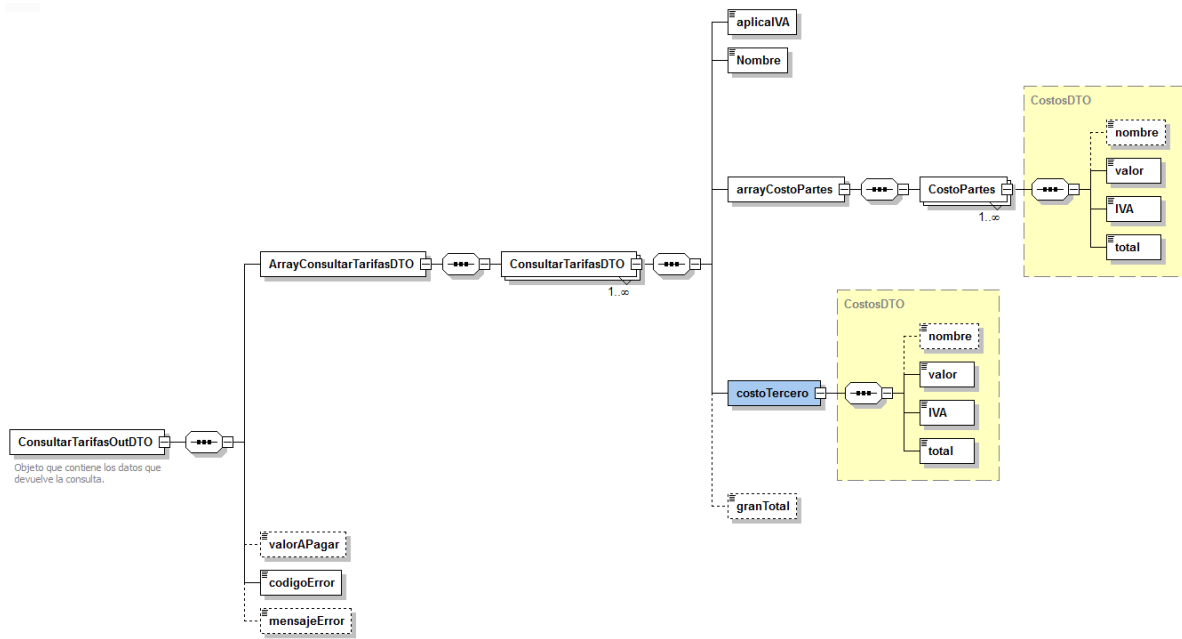 aplicaIVA
Nombre
CostosDTO
nombre
arrayCostoPartes
CostoPartes
valor
1..∞
IVA
total
ArrayConsultarTarifasDTO
ConsultarTarifasDTO
1..∞
CostosDTO
nombre
costoTercero
valor
IVA
total
ConsultarTarifasOutDTO
Objeto que contiene los datos que
devuelve la consulta.
granTotal
valorAPagar
codigoError
mensajeError